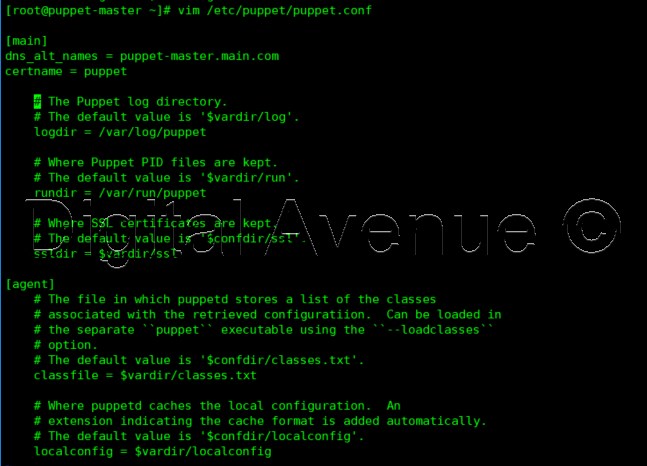 [root@puppet-master ~]# vim /etc/puppet/puppet.conf
[main]
dns_alt_names = puppet-master.main.com
certname = puppet
# The Puppet log directory.
# The default value is '$vardir/log'.
logdir = /var/log/puppet
# Where Puppet PID files are kept.
# The default value is '$vardir/run'.
rundir = /var/run/puppet
Digital Avenue ©
# Where SSL certificates are kept.
# The default value is '$confdir/ssl'.
ssldir = $vardir/ssl
[agent]
# The file in which puppetd stores a list of the classes
# associated with the retrieved configuratiion.  Can be loaded in
# the separate ``puppet`` executable using the ``--loadclasses``
# option.
# The default value is '$confdir/classes.txt'.
classfile = $vardir/classes.txt
# Where puppetd caches the local configuration.  An
# extension indicating the cache format is added automatically.
# The default value is '$confdir/localconfig'.
localconfig = $vardir/localconfig